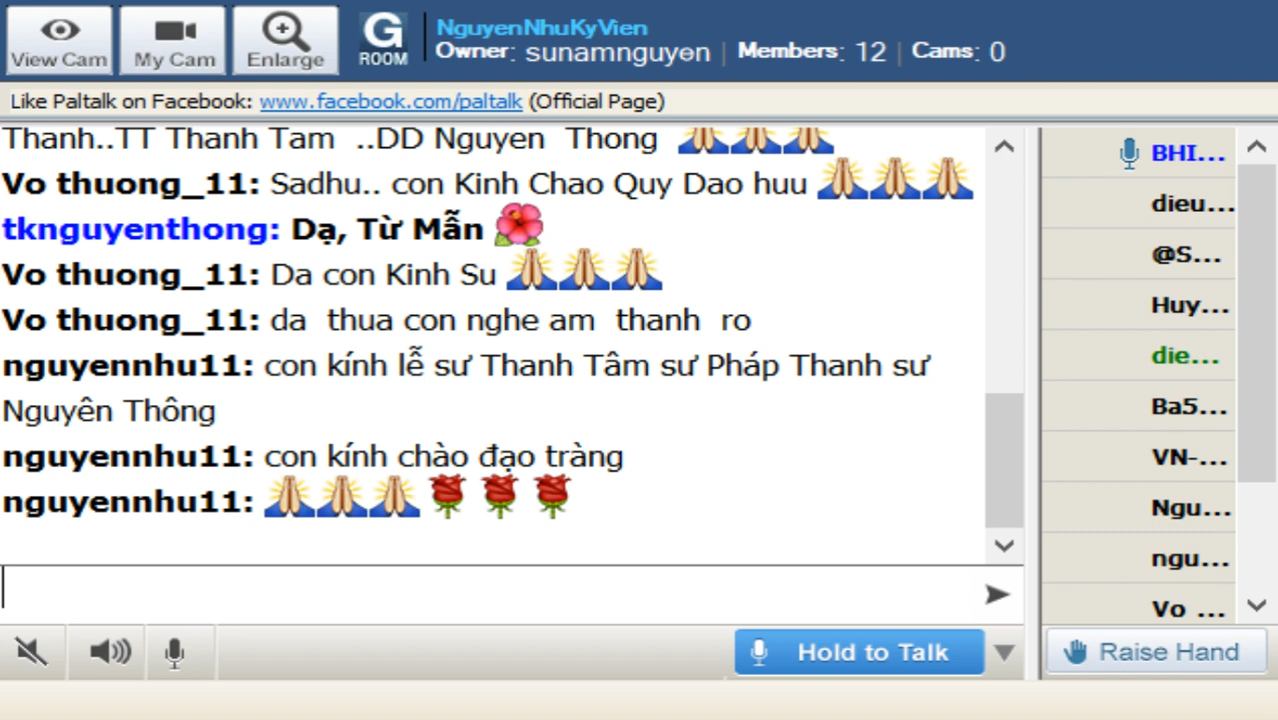 View Cam
My Cam
Enlarge
G
ROOM
NguyenNhuKyVien
Owner: sunamnguyen | Members: 12 | Cams: 0
Like Paltalk on Facebook: www.facebook.com/paltalk (Official Page)
Thanh..TT Thanh Tam ..DD Nguyen Thong 🙏🙏🙏
Vo thuong_11: Sadhu.. con Kinh Chao Quy Dao huu 🙏🙏🙏
tknguyenthong: Dạ, Từ Mẫn 🌺
Vo thuong_11: Da con Kinh Su 🙏🙏🙏
Vo thuong_11: da thua con nghe am thanh ro
nguyennhu11: con kính lễ sư Thanh Tâm sư Pháp Thanh sư
Nguyên Thông
nguyennhu11: con kính chào đạo tràng
nguyennhu11: 🙏🙏🙏🌹🌹🌹
BHI...
dieu...
@S...
Huy...
die...
Ba5...
VN-...
Ngu...
ngu...
Vo ...
Hold to Talk
Raise Hand